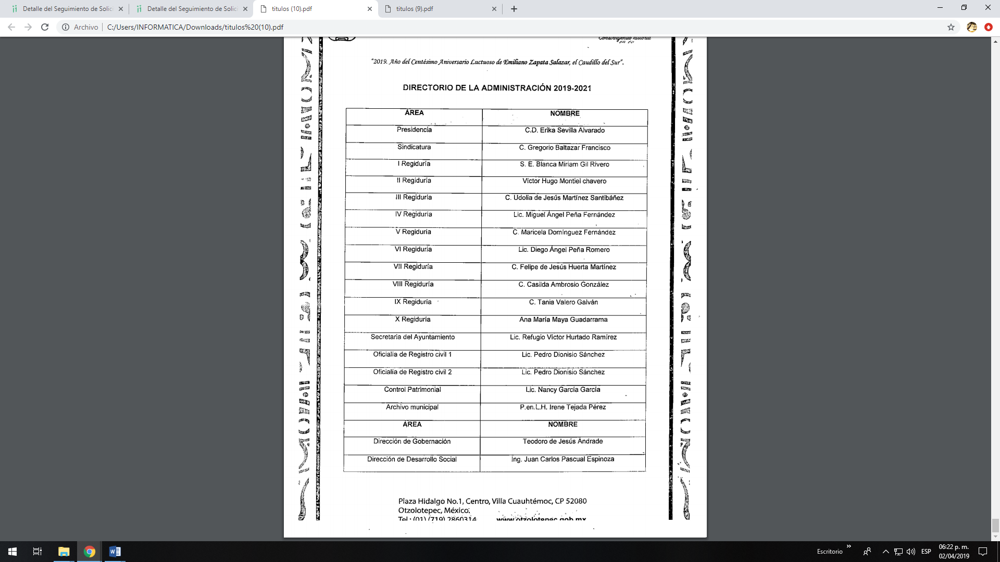 Detalle del Seguimiento de Solici
Detalle del Seguimiento de Solici
titulos (10).pdf
titulos (9).pdf
Archivo
C:/Users/INFORMATICA/Downloads/titulos%20(10).pdf
Construyendo historia
"2019. Año del Centésimo Aniversario Luctuoso de Emiliano Zapata Salazar, el Caudillo del Sur".
DIRECTORIO DE LA ADMINISTRACIÓN 2019-2021
ÁREA NOMBRE
Presidencia C.D. Erika Sevilla Alvarado
Sindicatura C. Gregorio Baltazar Francisco
I Regiduría S. E. Blanca Miriam Gil Rivero
II Regiduría Víctor Hugo Montiel chavero
III Regiduría C. Udolia de Jesús Martínez Santibáñez
IV Regiduría Lic. Miguel Ángel Peña Fernández
V Regiduría C. Maricela Domínguez Fernández
VI Regiduría Lic. Diego Ángel Peña Romero
VII Regiduría C. Felipe de Jesús Huerta Martínez
VIII Regiduría C. Casilda Ambrosio González
IX Regiduría C. Tania Valero Galván
X Regiduría Ana María Maya Guadarrama
Secretaria del Ayuntamiento Lic. Refugio Víctor Hurtado Ramírez
Oficialía de Registro civil 1 Lic. Pedro Dionisio Sánchez
Oficialía de Registro civil 2 Lic. Pedro Dionisio Sánchez
Control Patrimonial Lic. Nancy García García
Archivo municipal P.en.L.H. Irene Tejada Pérez
ÁREA NOMBRE
Dirección de Gobernación Teodoro de Jesús Andrade
Dirección de Desarrollo Social Ing. Juan Carlos Pascual Espinoza
Plaza Hidalgo No.1, Centro, Villa Cuauhtémoc, CP 52080
Otzolotepec, México.
Tel.: (01) (719) 2860314 www.otzolotepec.gob.mx
Escritorio
ESP
06:22 p. m.
02/04/2019